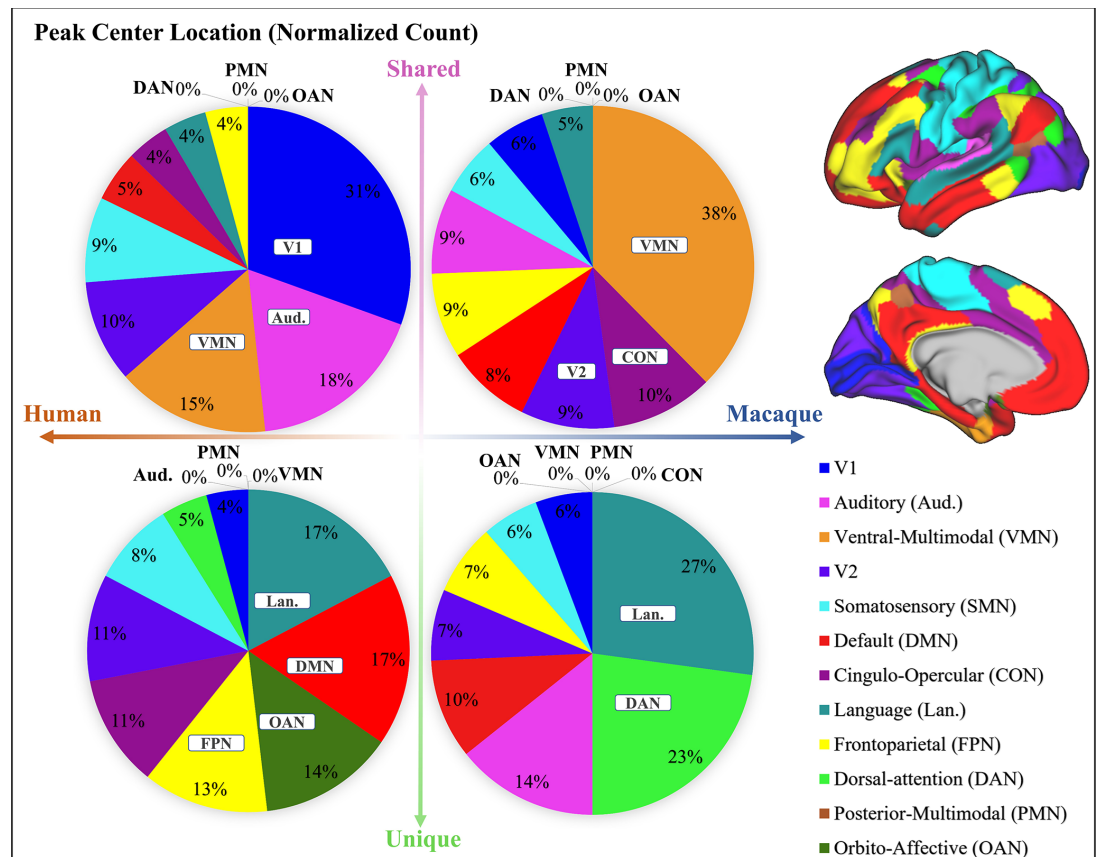 Peak Center Location (Normalized Count)
Shared
Human
Macaque
Unique
PMN
DAN 0% 0% 0% OAN
4%
4%
4%
5%
9%
10%
15%
18%
31%
V1
Aud.
VMN
PMN
DAN 0% 0% 0% OAN
5%
6%
6%
9%
9%
8%
9%
10%
38%
VMN
CON
V2
PMN
Aud. 0% 0% 0% VMN
4%
5%
8%
11%
11%
13%
14%
17%
17%
Lan.
DMN
OAN
FPN
VMN PMN
OAN 0% 0% 0% 0% CON
6%
6%
7%
7%
10%
14%
23%
27%
Lan.
DAN
V1
Auditory (Aud.)
Ventral-Multimodal (VMN)
V2
Somatosensory (SMN)
Default (DMN)
Cingulo-Opercular (CON)
Language (Lan.)
Frontoparietal (FPN)
Dorsal-attention (DAN)
Posterior-Multimodal (PMN)
Orbito-Affective (OAN)